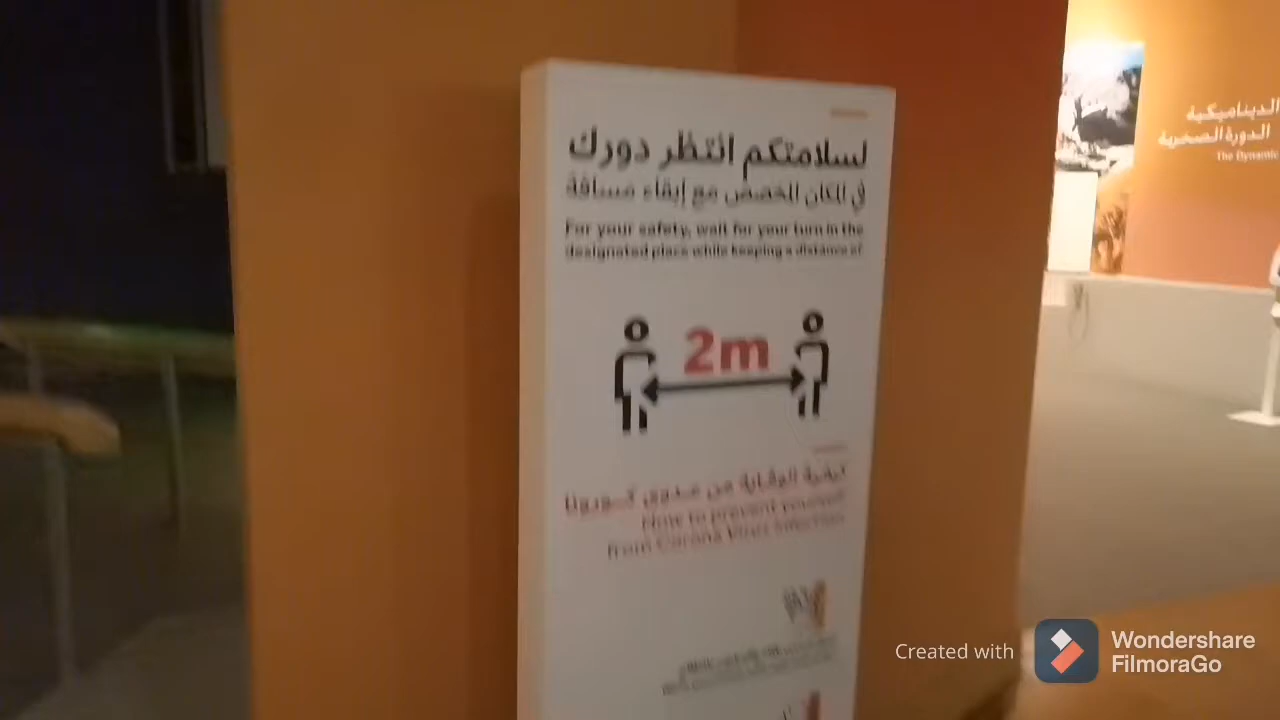 لسلامتكم انتظر دورك
في المكان المخصص مع إبقاء مسافة
For your safety, wait for your turn in the
designated place while keeping a distance of
2m
كيفية الوقاية من عدوى كورونا
How to prevent yourself
from Corona Virus infection
الديناميكية
الدورة الصخرية
The Dynamic
Created with
Wondershare
FilmoraGo